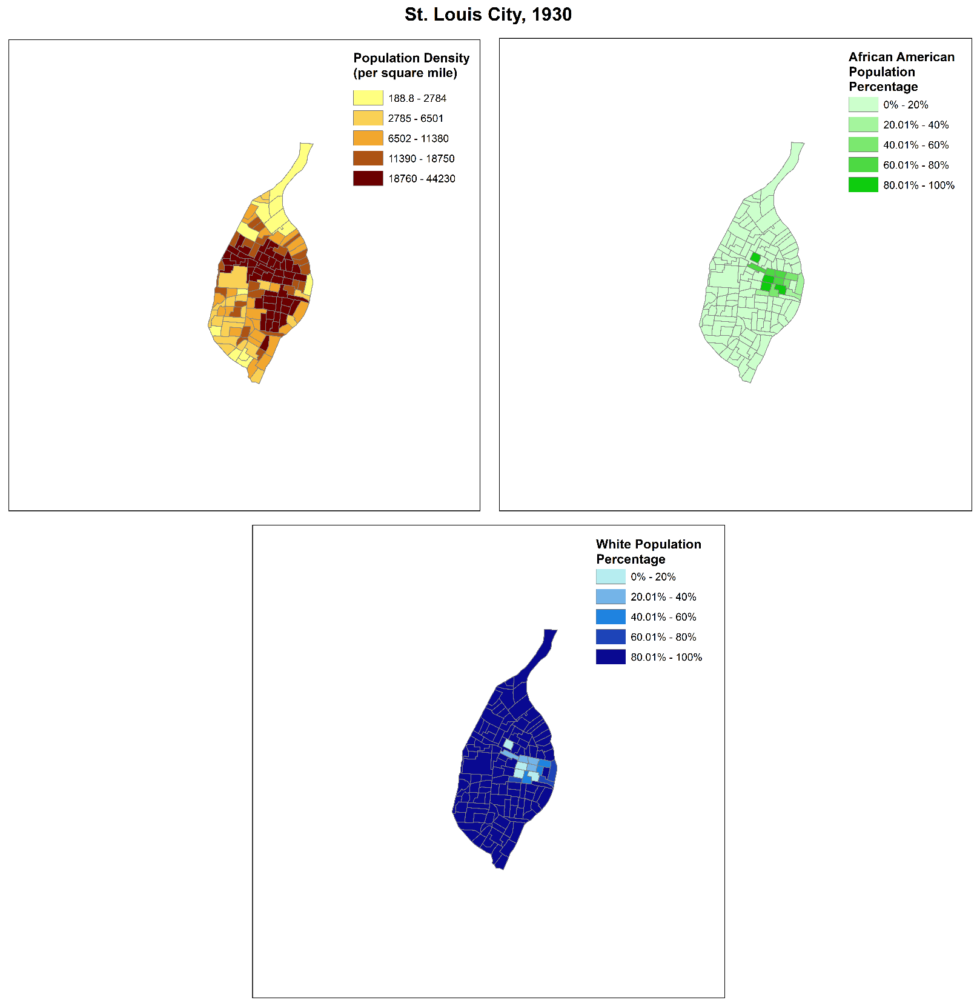 St. Louis City, 1930
Population Density
(per square mile)
188.8 - 2784
2785 - 6501
6502 - 11380
11390 - 18750
18760 - 44230
African American
Population
Percentage
0% - 20%
20.01% - 40%
40.01% - 60%
60.01% - 80%
80.01% - 100%
White Population
Percentage
0% - 20%
20.01% - 40%
40.01% - 60%
60.01% - 80%
80.01% - 100%